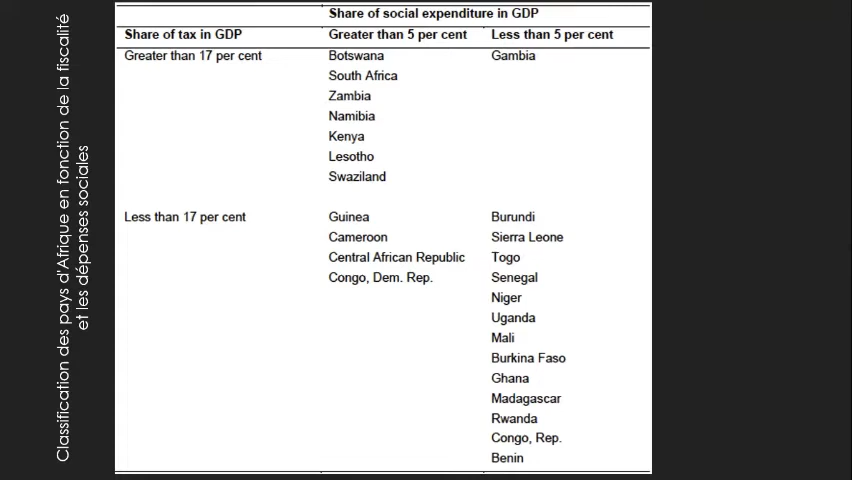 Classification des pays d'Afrique en fonction de la fiscalité
et les dépenses sociales
Share of social expenditure in GDP
Share of tax in GDP Greater than 5 per cent Less than 5 per cent
Greater than 17 per cent Botswana Gambia
South Africa
Zambia
Namibia
Kenya
Lesotho
Swaziland
Less than 17 per cent Guinea Burundi
Cameroon Sierra Leone
Central African Republic Togo
Congo, Dem. Rep. Senegal
Niger
Uganda
Mali
Burkina Faso
Ghana
Madagascar
Rwanda
Congo, Rep.
Benin